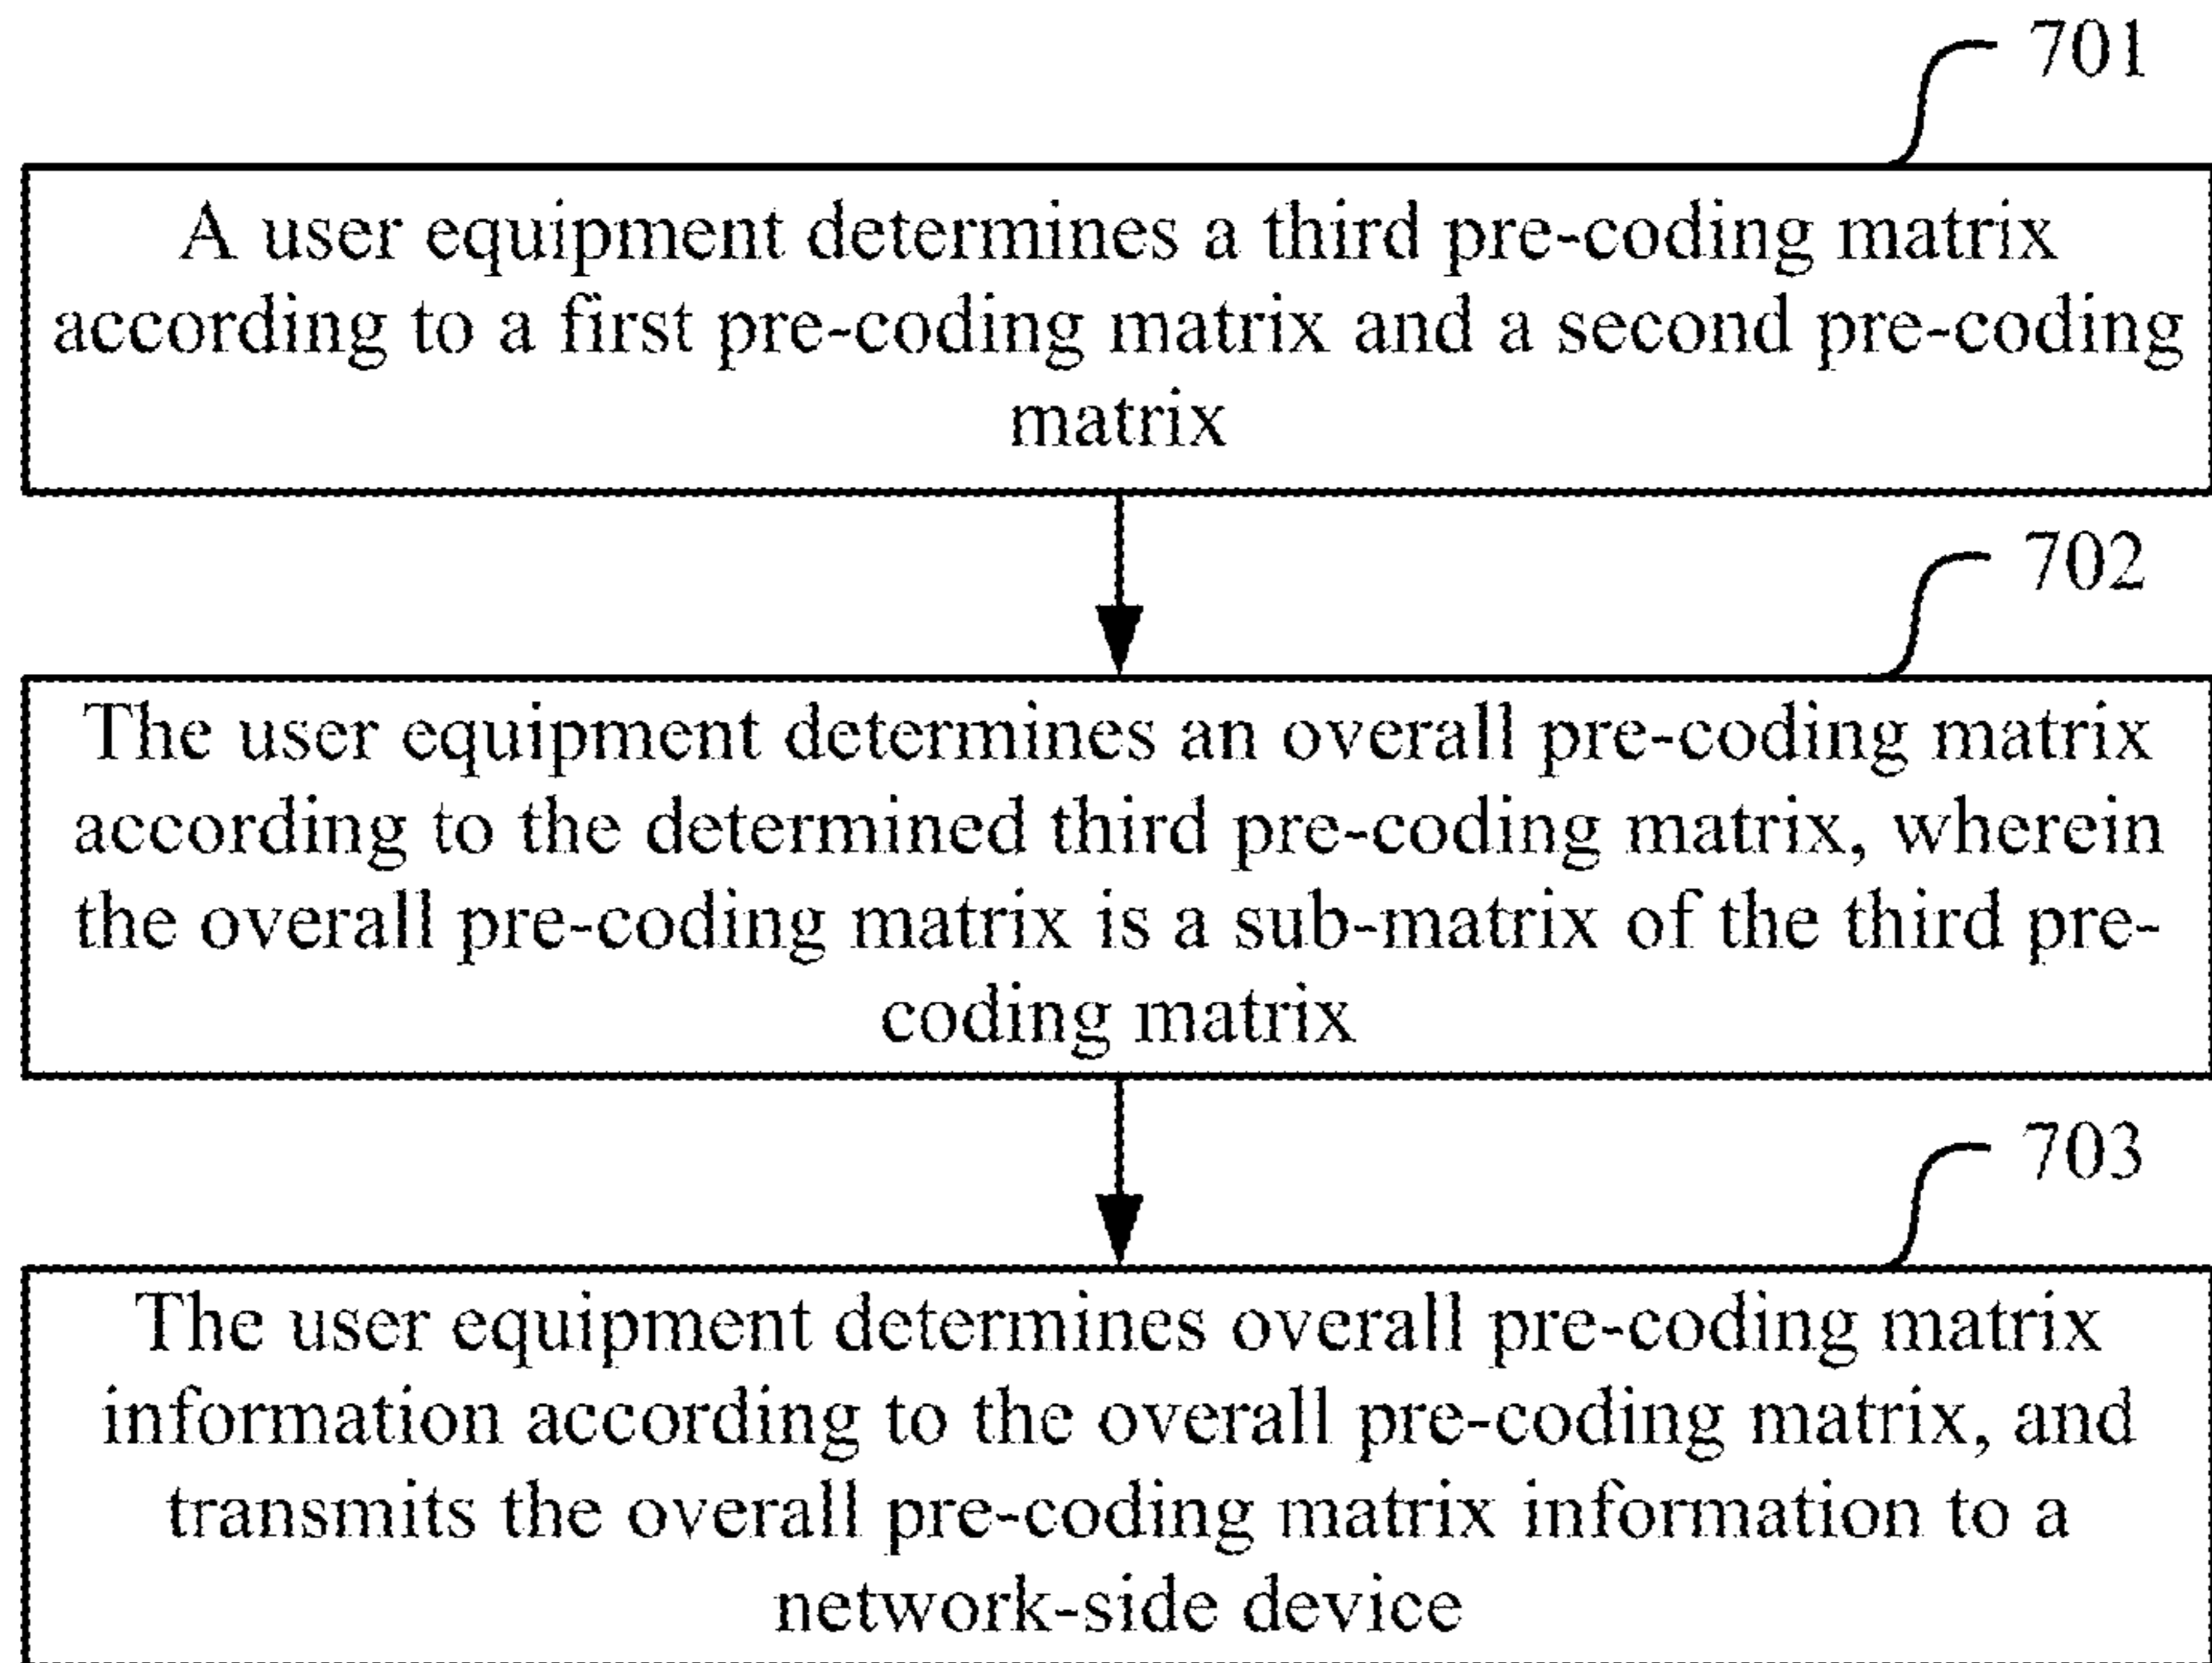 701
A user equipment determines a third pre-coding matrix
according to a first pre-coding matrix and a second pre-coding
matrix
702
The user equipment determines an overall pre-coding matrix
according to the determined third pre-coding matrix, wherein
the overall pre-coding matrix is a sub-matrix of the third pre-
coding matrix
703
The user equipment determines overall pre-coding matrix
information according to the overall pre-coding matrix, and
transmits the overall pre-coding matrix information to a
network-side device